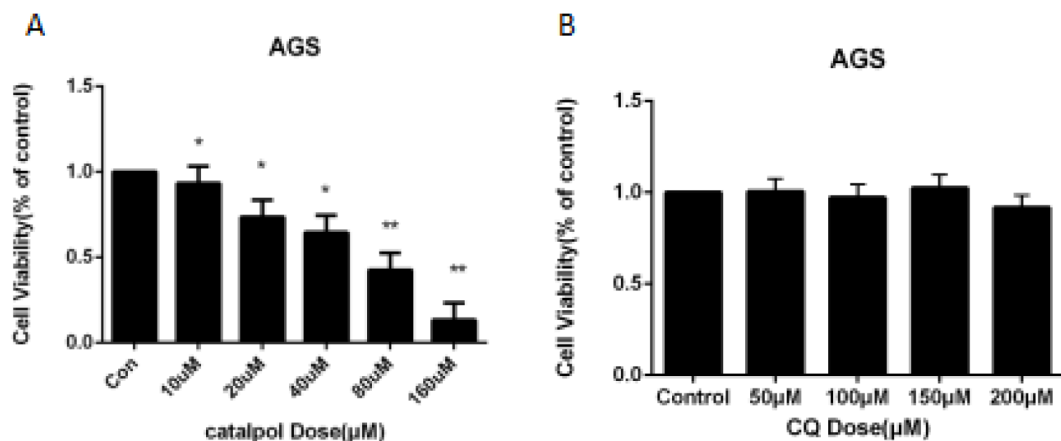 A
AGS
Cell Viability(% of control)
1.5
1.0
0.5
0.0
*
*
*
**
**
Con
10uM
20uM
40uM
80uM
160uM
catalpol Dose(μM)
B
AGS
Cell Viability(% of control)
1.5
1.0
0.5
0.0
Control
50μM
100μM
150μM
200μM
CQ Dose(μM)